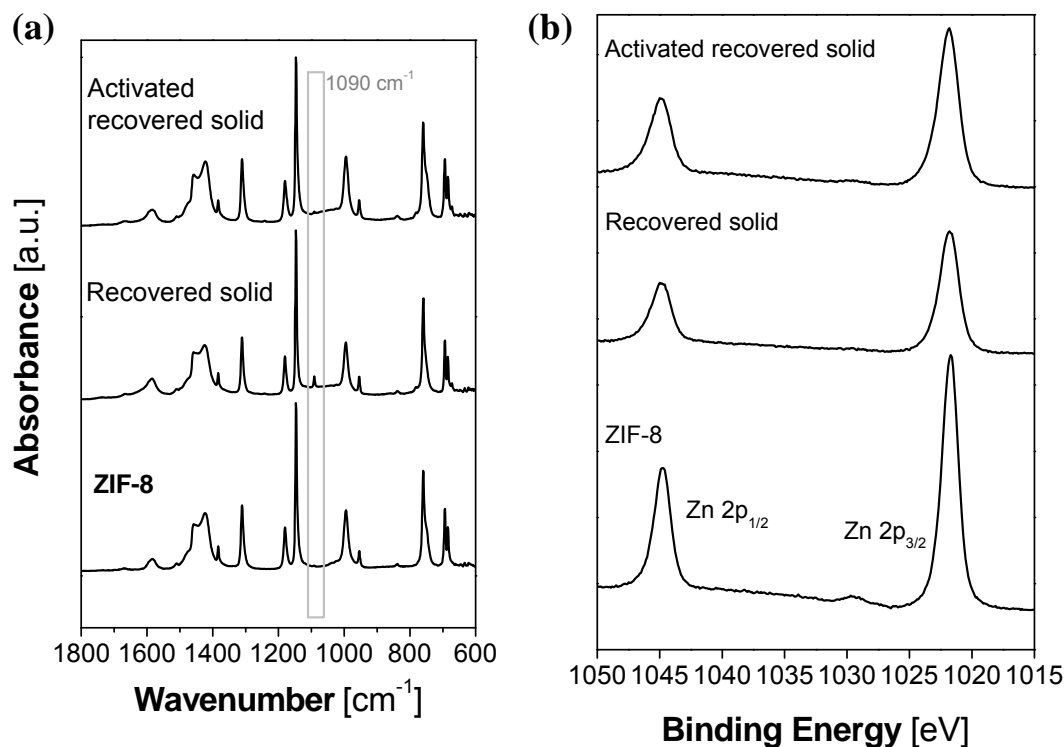 (a)
1090 cm⁻¹
Activated
recovered solid
Recovered solid
ZIF-8
Absorbance [a.u.]
1800 1600 1400 1200 1000 800 600
Wavenumber [cm⁻¹]
(b)
Activated recovered solid
Recovered solid
ZIF-8
Zn 2p₁/₂
Zn 2p₃/₂
1050 1045 1040 1035 1030 1025 1020 1015
Binding Energy [eV]